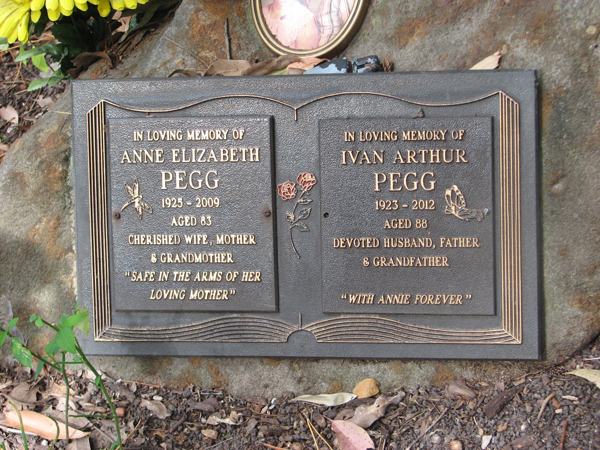 IN LOVING MEMORY OF
ANNE ELIZABETH
PEGG
1925 - 2009
AGED 83
CHERISHED WIFE, MOTHER
& GRANDMOTHER
"SAFE IN THE ARMS OF HER
LOVING MOTHER"
IN LOVING MEMORY OF
IVAN ARTHUR
PEGG
1923 - 2012
AGED 88
DEVOTED HUSBAND, FATHER
& GRANDFATHER
"WITH ANNIE FOREVER"